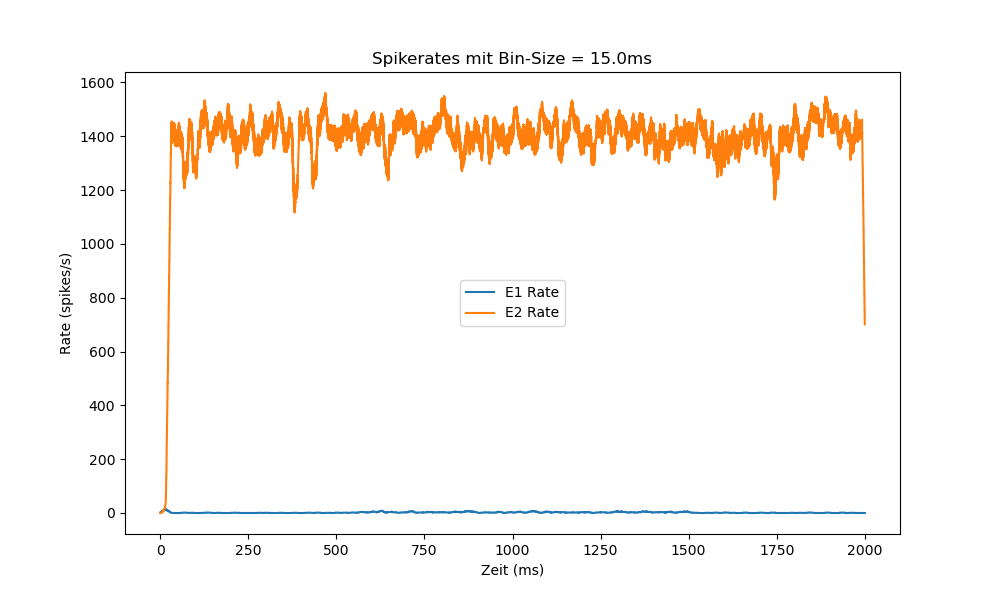 Spikerates mit Bin-Size = 15.0ms
1600
1400
1200
1000
800
600
400
200
0
Rate (spikes/s)
E1 Rate
E2 Rate
0 250 500 750 1000 1250 1500 1750 2000
Zeit (ms)